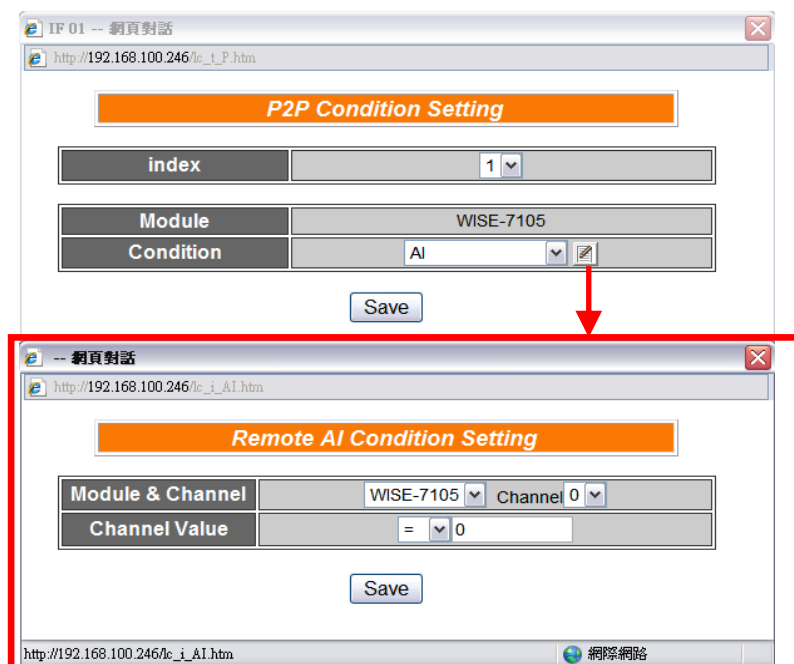 IF 01 -- 網頁對話
http://192.168.100.246/lc_t_P.htm
P2P Condition Setting
index 1
Module WISE-7105
Condition AI
Save
-- 網頁對話
http://192.168.100.246/lc_i_AI.htm
Remote AI Condition Setting
Module & Channel WISE-7105 Channel 0
Channel Value = 0
Save
http://192.168.100.246/lc_i_AI.htm 網際網路